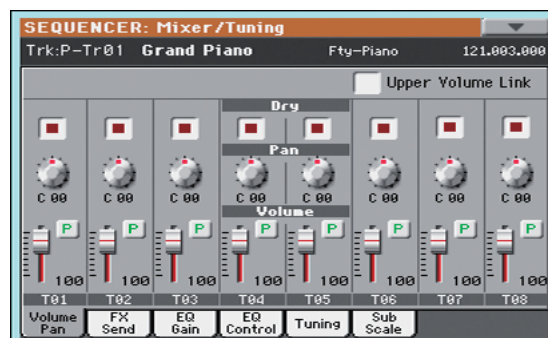 SEQUENCER: Mixer/Tuning
Trk:P-Tr01 Grand Piano Fty-Piano 121.003.000
Upper Volume Link
Dry
Pan
C 00 C 00 C 00 C 00 C 00 C 00 C 00 C 00
Volume
P P P P P P P P
100 100 100 100 100 100 100 100
T01 T02 T03 T04 T05 T06 T07 T08
Volume Pan FX Send EQ Gain EQ Control Tuning Sub Scale